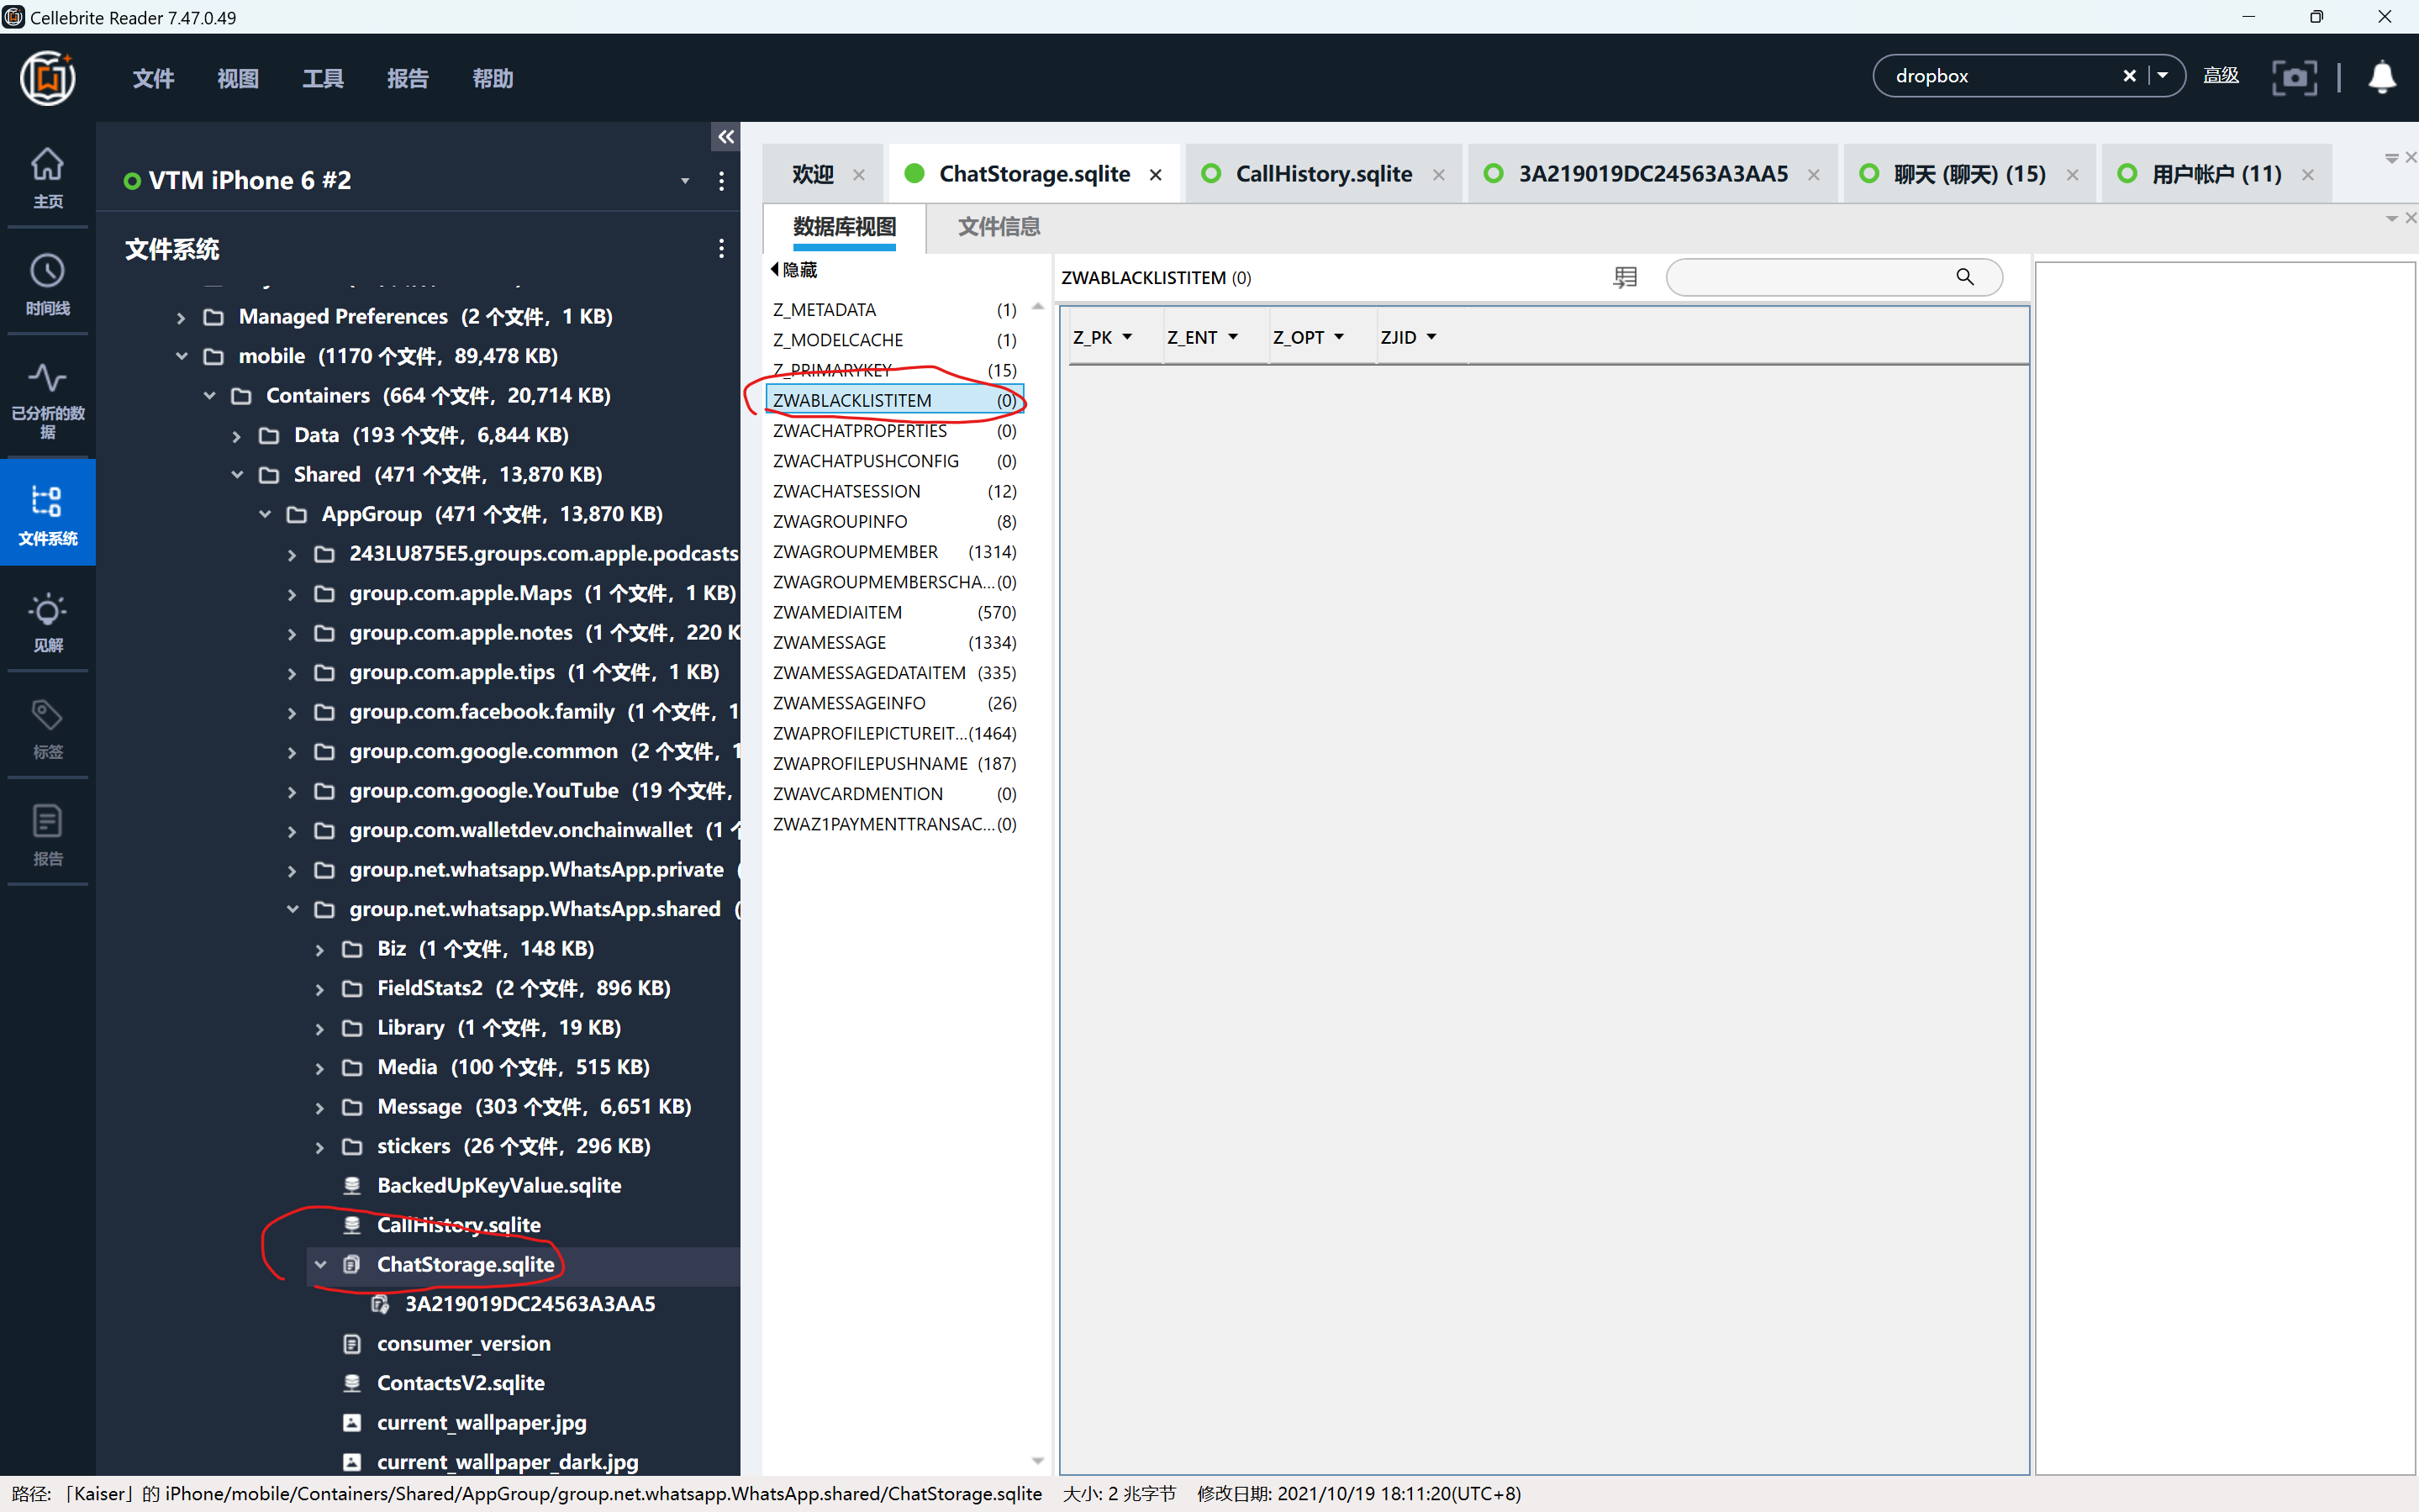 Cellebrite Reader 7.47.0.49
文件 视图 工具 报告 帮助
dropbox
高级
主页
时间线
已分析的数据
文件系统
见解
标签
报告
VTM iPhone 6 #2
文件系统
Managed Preferences (2 个文件, 1 KB)
mobile (1170 个文件, 89,478 KB)
Containers (664 个文件, 20,714 KB)
Data (193 个文件, 6,844 KB)
Shared (471 个文件, 13,870 KB)
AppGroup (471 个文件, 13,870 KB)
243LU875E5.groups.com.apple.podcasts
group.com.apple.Maps (1 个文件, 1 KB)
group.com.apple.notes (1 个文件, 220 K
group.com.apple.tips (1 个文件, 1 KB)
group.com.facebook.family (1 个文件, 1
group.com.google.common (2 个文件, 1
group.com.google.YouTube (19 个文件,
group.com.walletdev.onchainwallet (1
group.net.whatsapp.WhatsApp.private (
group.net.whatsapp.WhatsApp.shared (
Biz (1 个文件, 148 KB)
FieldStats2 (2 个文件, 896 KB)
Library (1 个文件, 19 KB)
Media (100 个文件, 515 KB)
Message (303 个文件, 6,651 KB)
stickers (26 个文件, 296 KB)
BackedUpKeyValue.sqlite
CallHistory.sqlite
ChatStorage.sqlite
3A219019DC24563A3AA5
consumer_version
ContactsV2.sqlite
current_wallpaper.jpg
current_wallpaper_dark.jpg
欢迎 ChatStorage.sqlite CallHistory.sqlite 3A219019DC24563A3AA5 聊天 (聊天) (15) 用户帐户 (11)
数据库视图 文件信息
隐藏
Z_METADATA (1)
Z_MODELCACHE (1)
Z_PRIMARYKEY (15)
ZWABLACKLISTITEM (0)
ZWACHATPROPERTIES (0)
ZWACHATPUSHCONFIG (0)
ZWACHATSESSION (12)
ZWAGROUPINFO (8)
ZWAGROUPMEMBER (1314)
ZWAGROUPMEMBERSCHA...(0)
ZWAMEDIAITEM (570)
ZWAMESSAGE (1334)
ZWAMESSAGEDATAITEM (335)
ZWAMESSAGEINFO (26)
ZWAPROFILEPICTUREIT...(1464)
ZWAPROFILEPUSHNAME (187)
ZWAVCARDMENTION (0)
ZWAZ1PAYMENTTRANSAC...(0)
ZWABLACKLISTITEM (0)
Z_PK Z_ENT Z_OPT ZJID
路径: 「Kaiser」的 iPhone/mobile/Containers/Shared/AppGroup/group.net.whatsapp.WhatsApp.shared/ChatStorage.sqlite 大小: 2 兆字节 修改日期: 2021/10/19 18:11:20(UTC+8)